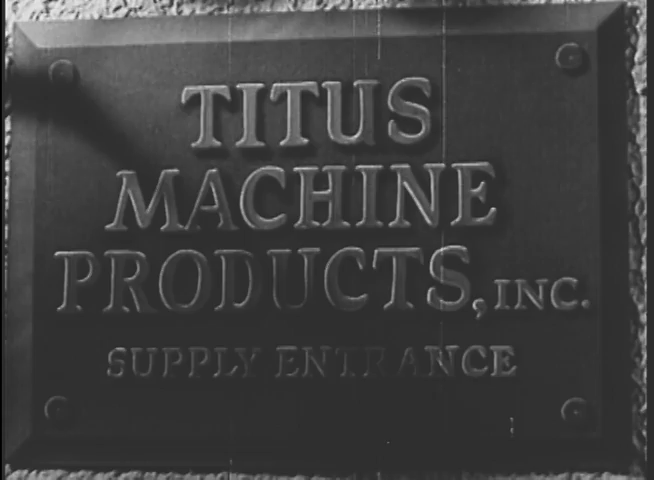 TITUS
MACHINE
PRODUCTS, INC.
SUPPLY ENTRANCE